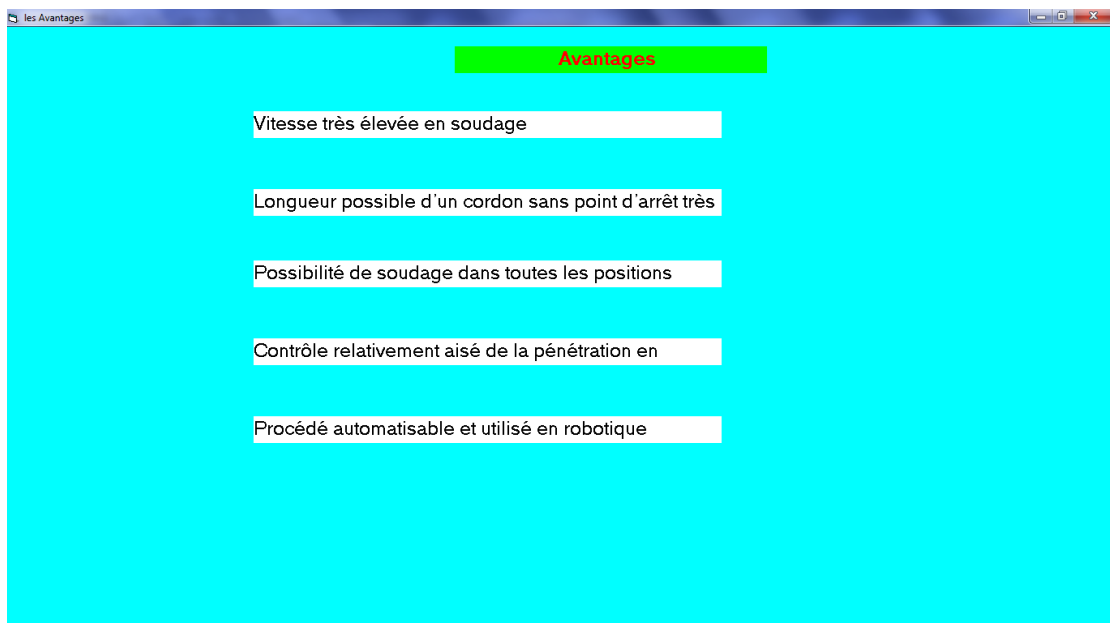 les Avantages
Avantages
Vitesse très élevée en soudage
Longueur possible d'un cordon sans point d'arrêt très
Possibilité de soudage dans toutes les positions
Contrôle relativement aisé de la pénétration en
Procédé automatisable et utilisé en robotique